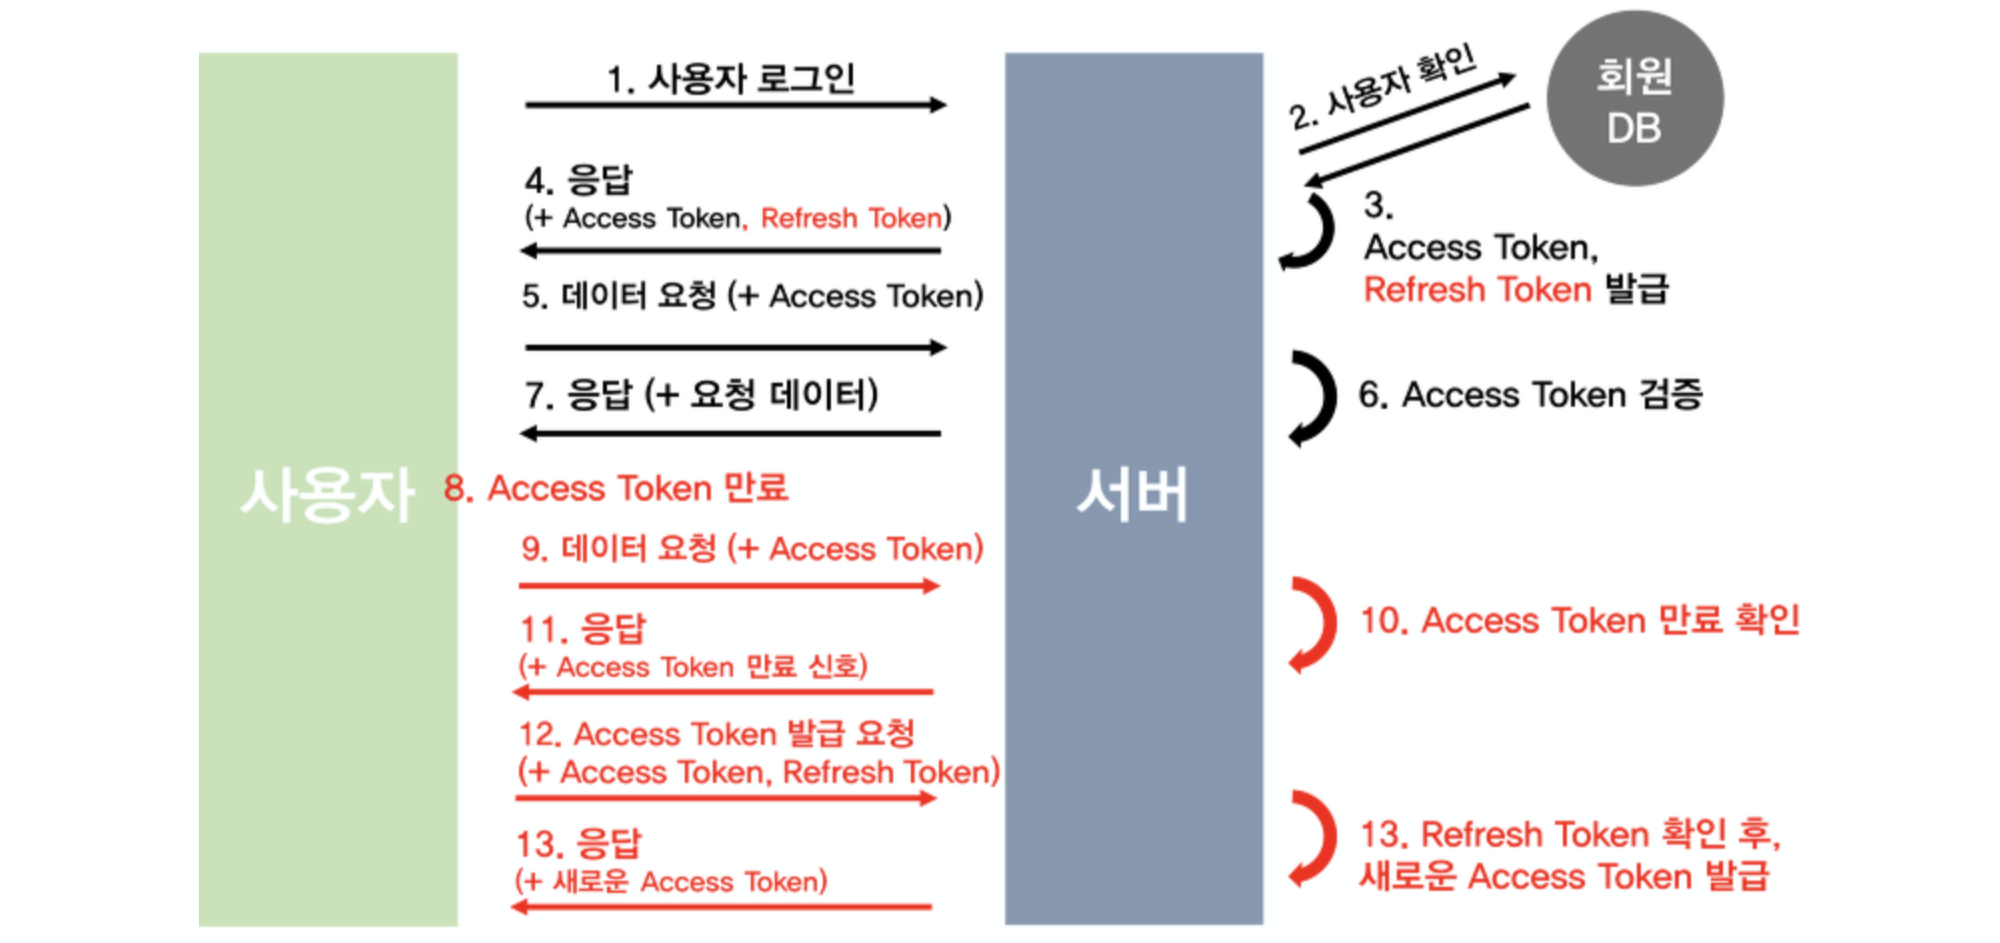 1. 사용자 로그인
2. 사용자 확인
회원
DB
3.
Access Token,
Refresh Token 발급
4. 응답
(+ Access Token, Refresh Token)
5. 데이터 요청 (+ Access Token)
6. Access Token 검증
7. 응답 (+ 요청 데이터)
사용자
서버
8. Access Token 만료
9. 데이터 요청 (+ Access Token)
10. Access Token 만료 확인
11. 응답
(+ Access Token 만료 신호)
12. Access Token 발급 요청
(+ Access Token, Refresh Token)
13. Refresh Token 확인 후,
새로운 Access Token 발급
13. 응답
(+ 새로운 Access Token)